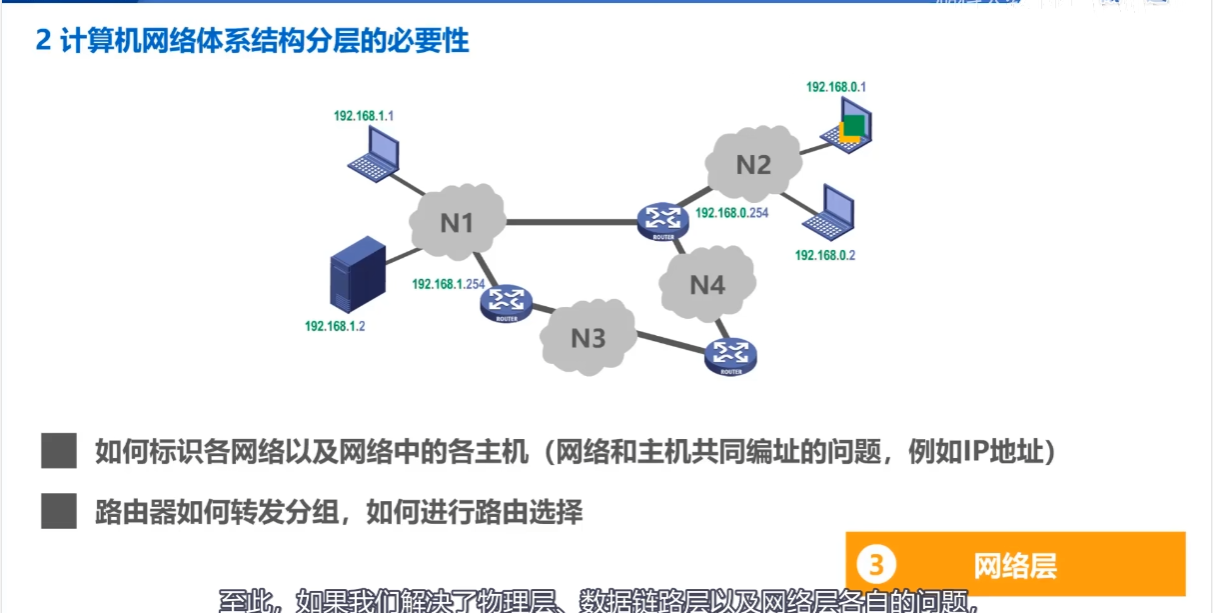 2 计算机网络体系结构分层的必要性
192.168.0.1
192.168.1.1
N2
N1
192.168.0.254
ROUTER
192.168.0.2
192.168.1.254
N4
ROUTER
192.168.1.2
N3
ROUTER
如何标识各网络以及网络中的各主机（网络和主机共同编址的问题，例如IP地址）
路由器如何转发分组，如何进行路由选择
3 网络层
至此，如果我们解决了物理层、数据链路层以及网络层各自的问题，